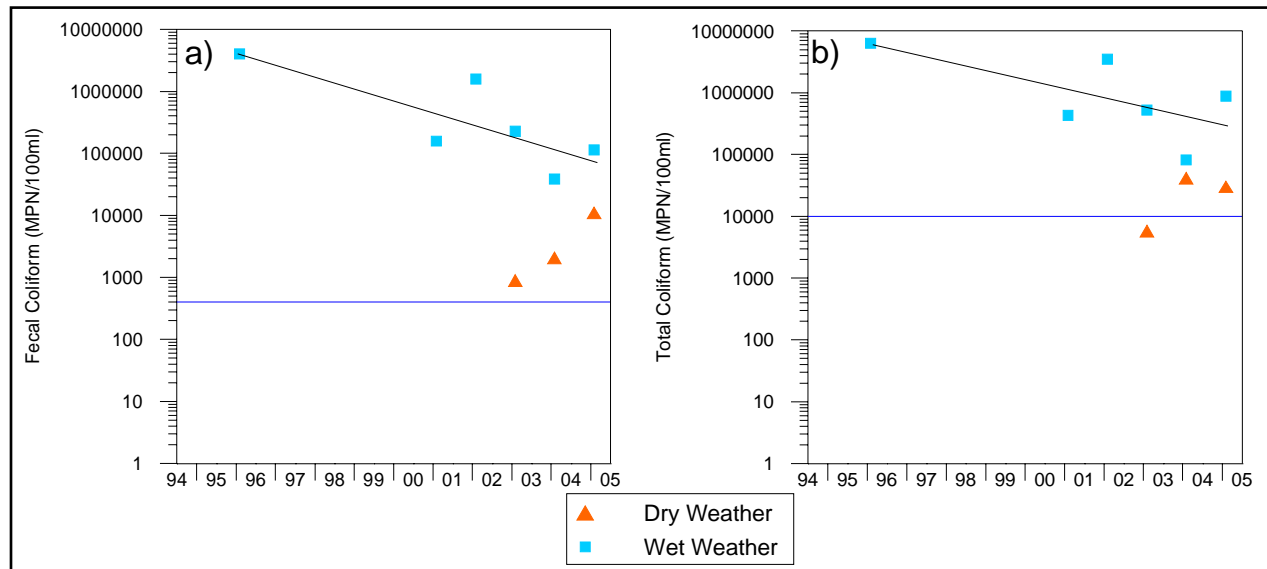 a)
Fecal Coliform (MPN/100ml)
10000000
1000000
100000
10000
1000
100
10
1
94 95 96 97 98 99 00 01 02 03 04 05
b)
Total Coliform (MPN/100ml)
10000000
1000000
100000
10000
1000
100
10
1
94 95 96 97 98 99 00 01 02 03 04 05
Dry Weather
Wet Weather